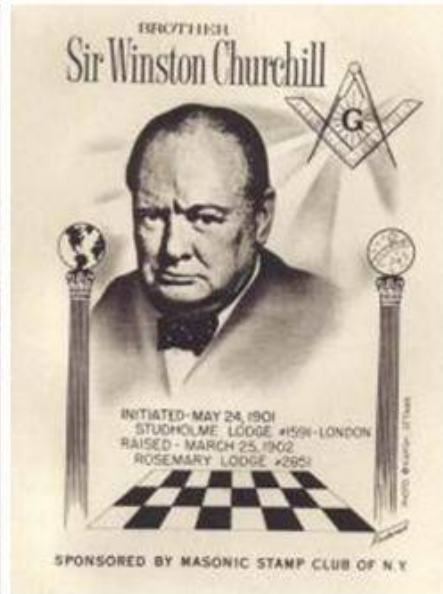 BROTHER
Sir Winston Churchill
G
INITIATED-MAY 24, 1901
STUDHOLME LODGE #1591-LONDON
RAISED - MARCH 25, 1902
ROSEMARY LODGE #2851
SPONSORED BY MASONIC STAMP CLUB OF N.Y.